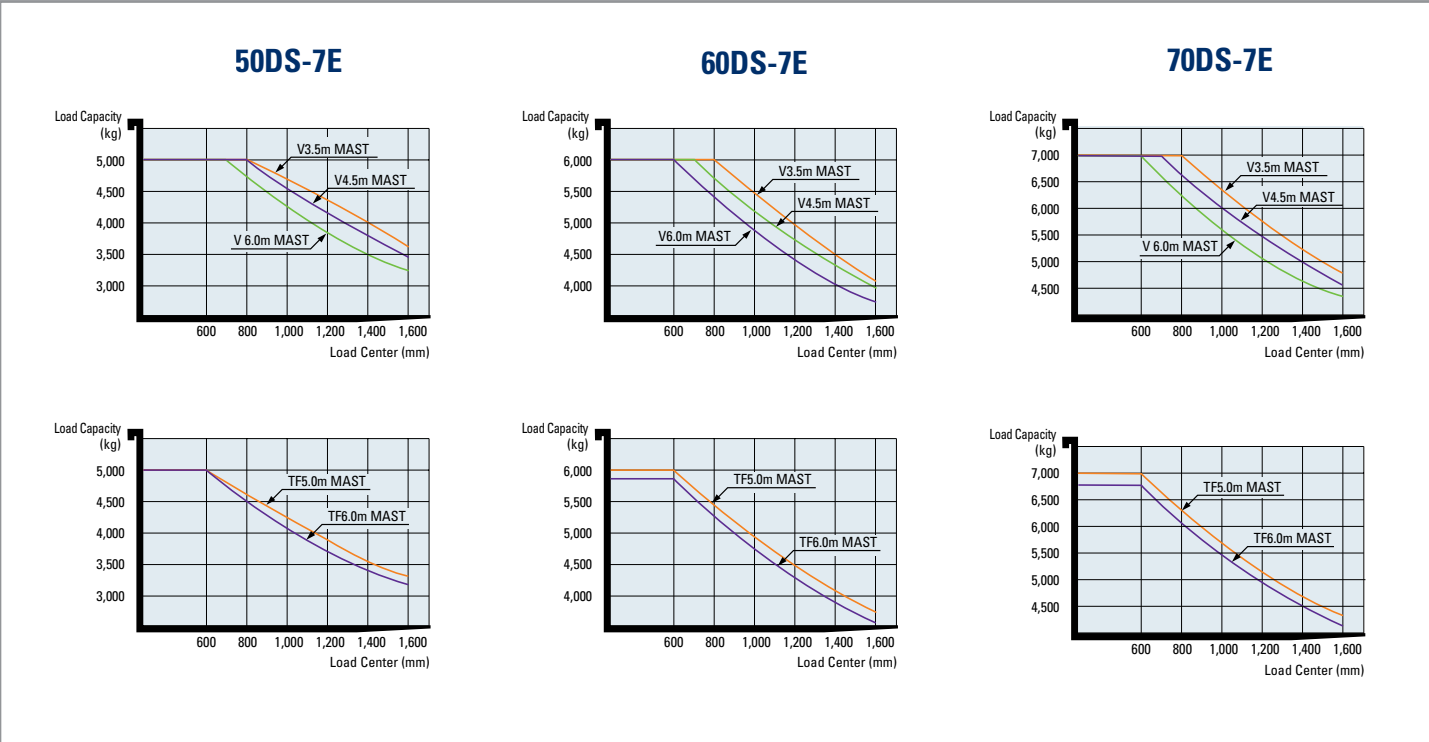 50DS-7E
60DS-7E
70DS-7E
Load Capacity
(kg)
5,000
4,500
4,000
3,500
3,000
V3.5m MAST
V4.5m MAST
V 6.0m MAST
600 800 1,000 1,200 1,400 1,600
Load Center (mm)
Load Capacity
(kg)
6,000
5,500
5,000
4,500
4,000
V3.5m MAST
V4.5m MAST
V6.0m MAST
600 800 1,000 1,200 1,400 1,600
Load Center (mm)
Load Capacity
(kg)
7,000
6,500
6,000
5,500
5,000
4,500
V3.5m MAST
V4.5m MAST
V 6.0m MAST
600 800 1,000 1,200 1,400 1,600
Load Center (mm)
Load Capacity
(kg)
5,000
4,500
4,000
3,500
3,000
TF5.0m MAST
TF6.0m MAST
600 800 1,000 1,200 1,400 1,600
Load Center (mm)
Load Capacity
(kg)
6,000
5,500
5,000
4,500
4,000
TF5.0m MAST
TF6.0m MAST
600 800 1,000 1,200 1,400 1,600
Load Center (mm)
Load Capacity
(kg)
7,000
6,500
6,000
5,500
5,000
4,500
TF5.0m MAST
TF6.0m MAST
600 800 1,000 1,200 1,400 1,600
Load Center (mm)